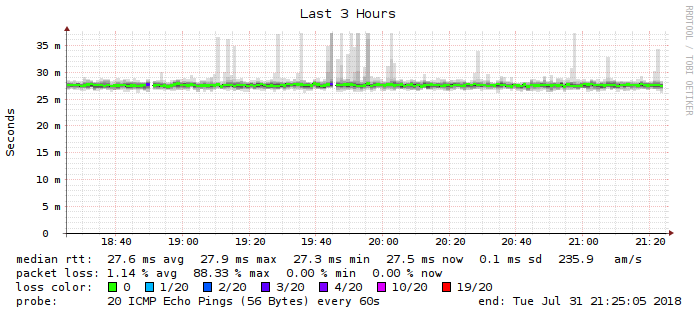 Last 3 Hours
RRDTOOL / TOBI OETIKER
Seconds
35 m
30 m
25 m
20 m
15 m
10 m
5 m
0
18:40 19:00 19:20 19:40 20:00 20:20 20:40 21:00 21:20
median rtt: 27.6 ms avg 27.9 ms max 27.3 ms min 27.5 ms now 0.1 ms sd 235.9 am/s
packet loss: 1.14 % avg 88.33 % max 0.00 % min 0.00 % now
loss color: 0 1/20 2/20 3/20 4/20 10/20 19/20
probe: 20 ICMP Echo Pings (56 Bytes) every 60s end: Tue Jul 31 21:25:05 2018